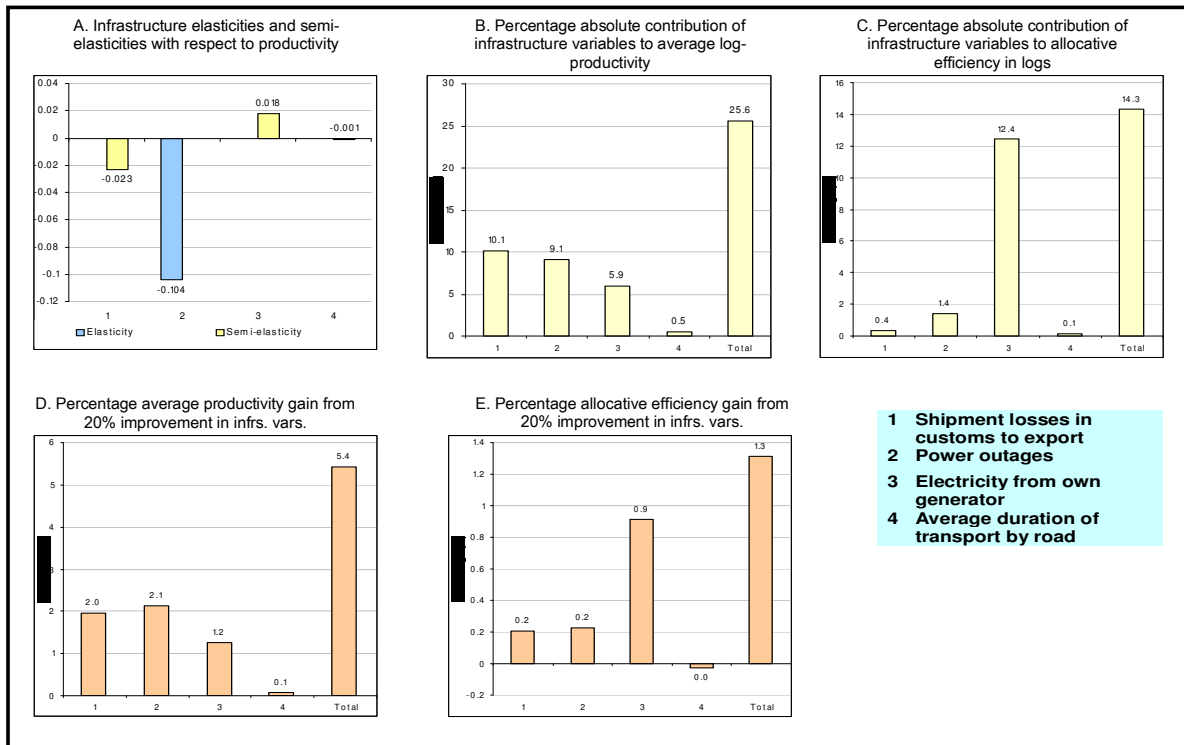 A. Infrastructure elasticities and semi-
elasticities with respect to productivity
0.04
0.02
0
-0.02
-0.04
-0.06
-0.08
-0.1
-0.12
-0.023
-0.104
0.018
-0.001
1 2 3 4
Elasticity Semi-elasticity
B. Percentage absolute contribution of
infrastructure variables to average log-
productivity
30
25
20
15
10
5
0
10.1
9.1
5.9
0.5
25.6
1 2 3 4 Total
C. Percentage absolute contribution of
infrastructure variables to allocative
efficiency in logs
16
14
12
10
8
6
4
2
0
0.4
1.4
12.4
0.1
14.3
1 2 3 4 Total
D. Percentage average productivity gain from
20% improvement in infrs. vars.
6
5
4
3
2
1
0
2.0
2.1
1.2
0.1
5.4
1 2 3 4 Total
E. Percentage allocative efficiency gain from
20% improvement in infrs. vars.
1.4
1.2
1
0.8
0.6
0.4
0.2
0
-0.2
0.2
0.2
0.9
0.0
1.3
1 2 3 4 Total
1 Shipment losses in
customs to export
2 Power outages
3 Electricity from own
generator
4 Average duration of
transport by road